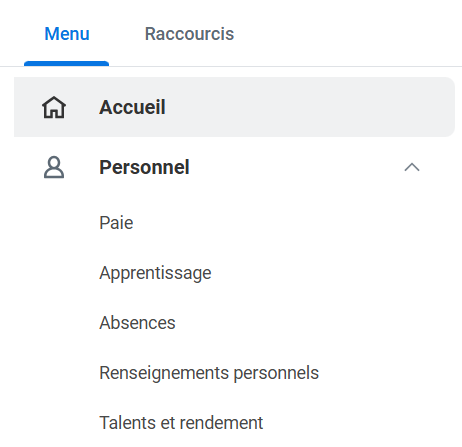 Menu Raccourcis
Accueil
Personnel
Paie
Apprentissage
Absences
Renseignements personnels
Talents et rendement